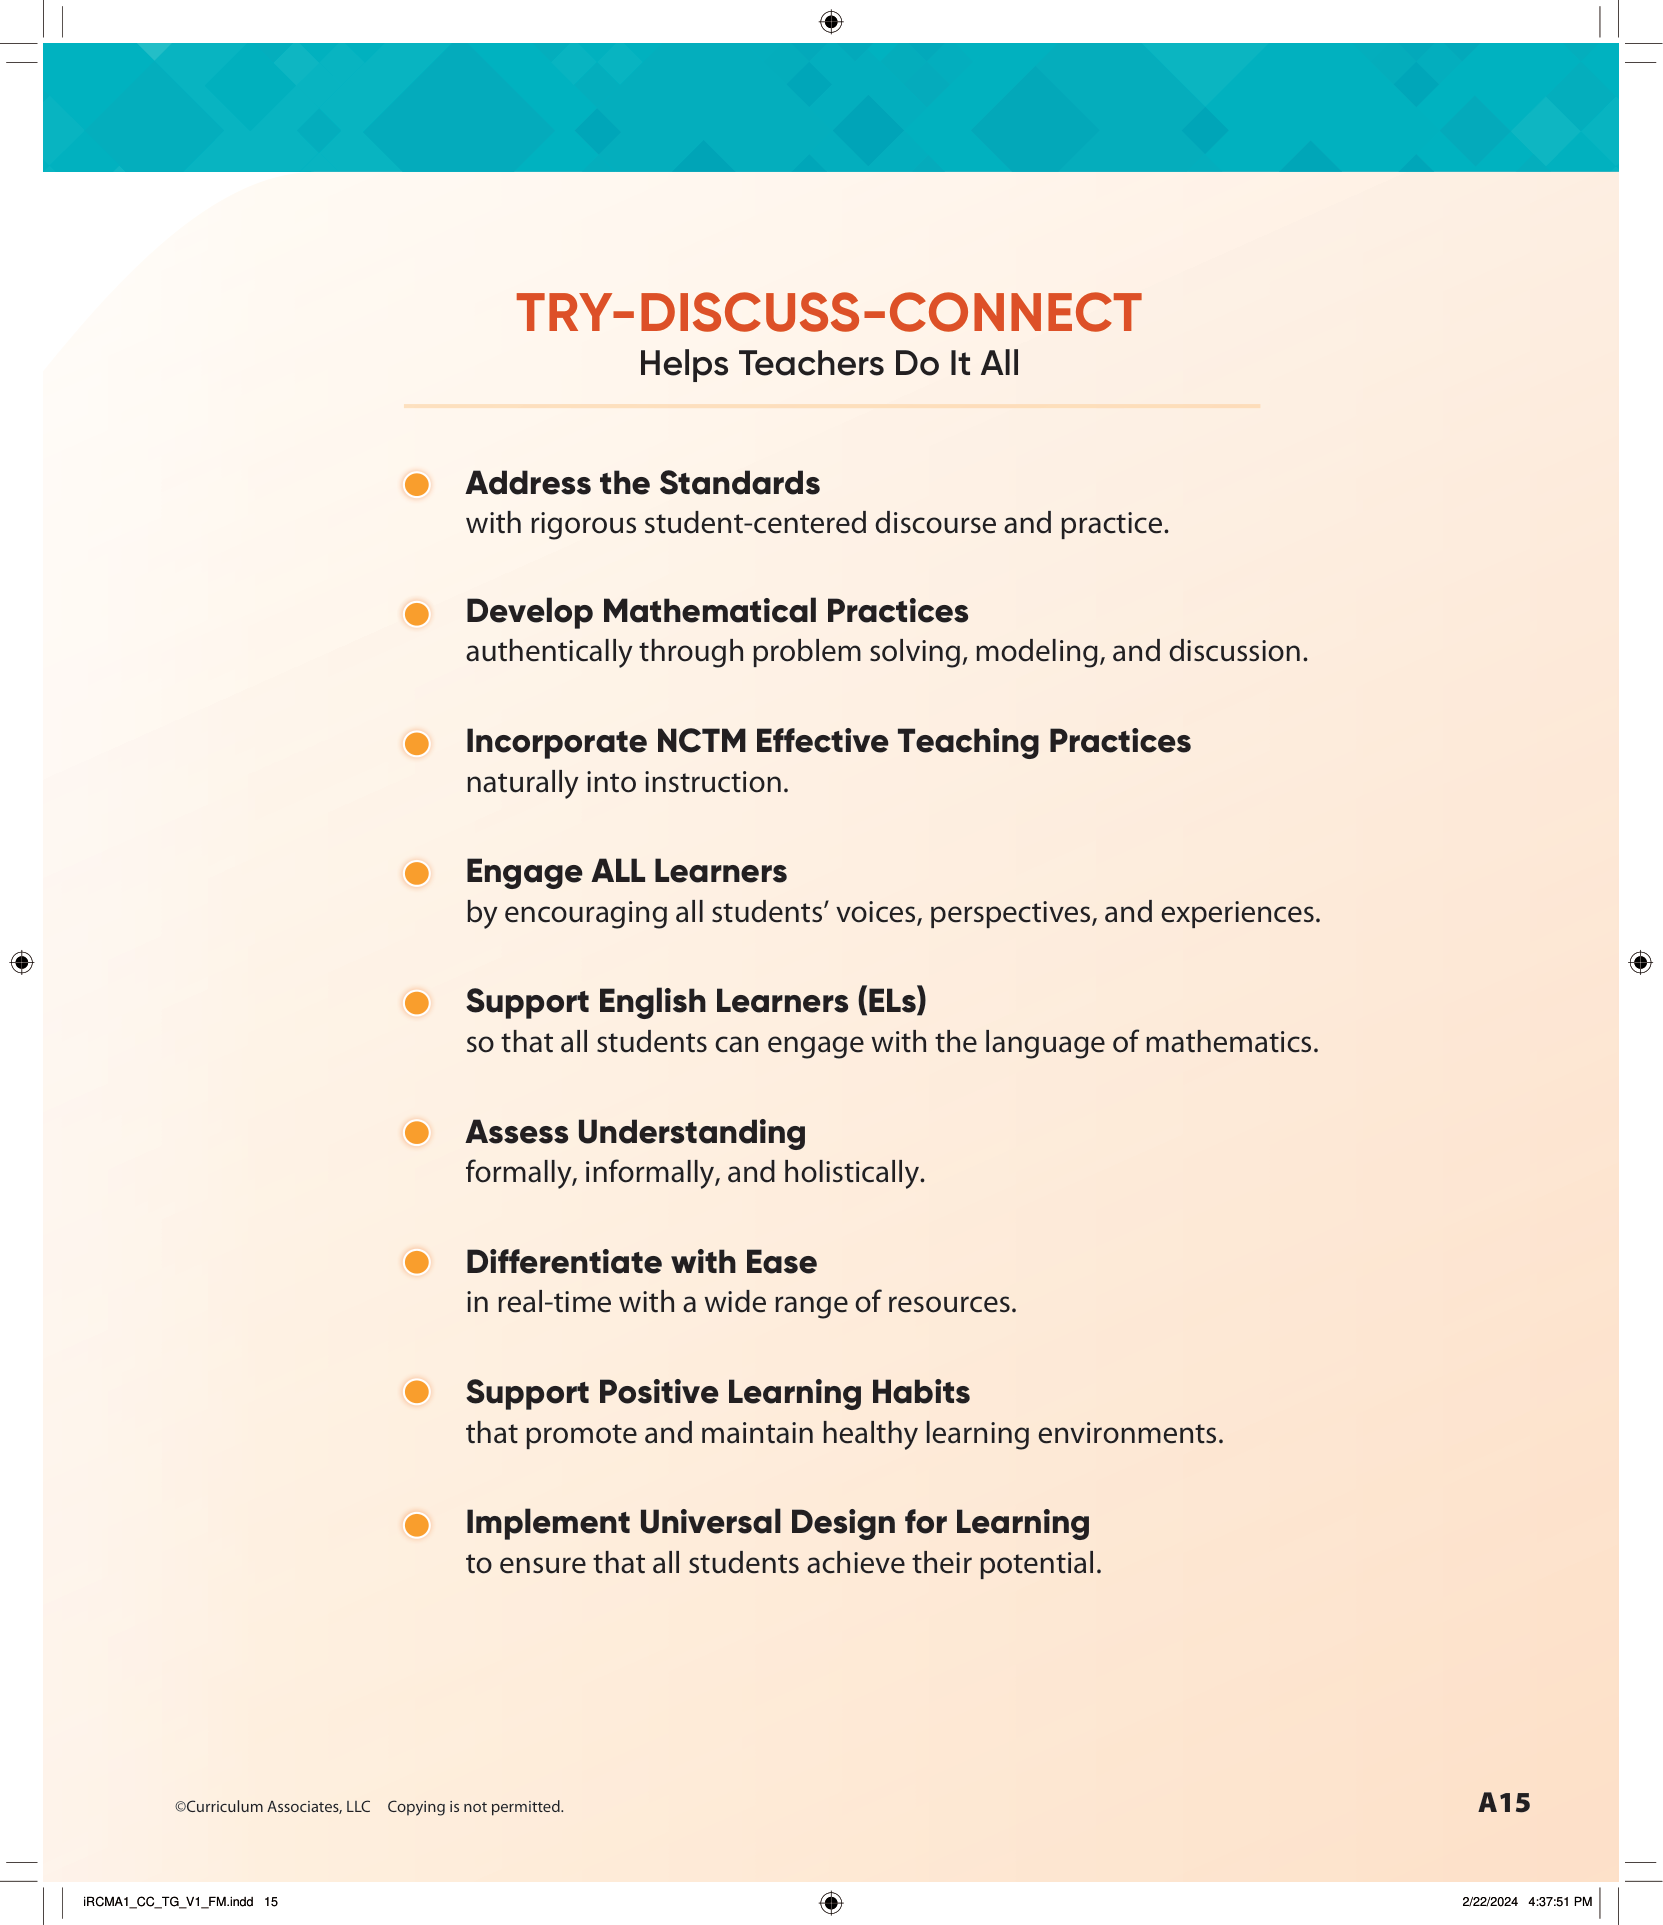 TRY-DISCUSS-CONNECT
Helps Teachers Do It All
Address the Standards
with rigorous student-centered discourse and practice.
Develop Mathematical Practices
authentically through problem solving, modeling, and discussion.
Incorporate NCTM Effective Teaching Practices
naturally into instruction.
Engage ALL Learners
by encouraging all students’ voices, perspectives, and experiences.
Support English Learners (ELs)
so that all students can engage with the language of mathematics.
Assess Understanding
formally, informally, and holistically.
Differentiate with Ease
in real-time with a wide range of resources.
Support Positive Learning Habits
that promote and maintain healthy learning environments.
Implement Universal Design for Learning
to ensure that all students achieve their potential.
©Curriculum Associates, LLC Copying is not permitted.
A15
iRCMA1_CC_TG_V1_FM.indd 15
2/22/2024 4:37:51 PM